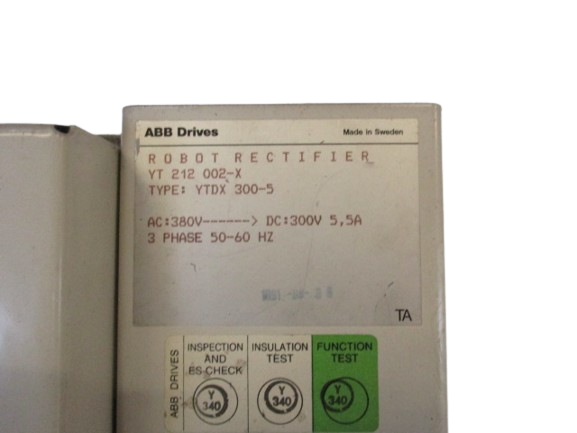 ABB Drives
Made in Sweden
ROBOT RECTIFIER
YT 212 002-X
TYPE: YTDX 300-5
AC:380V------> DC:300V 5,5A
3 PHASE 50-60 HZ
TA
ABB DRIVES
INSPECTION
AND
ES-CHECK
INSULATION
TEST
FUNCTION
TEST
Y
340
Y
340
Y
340